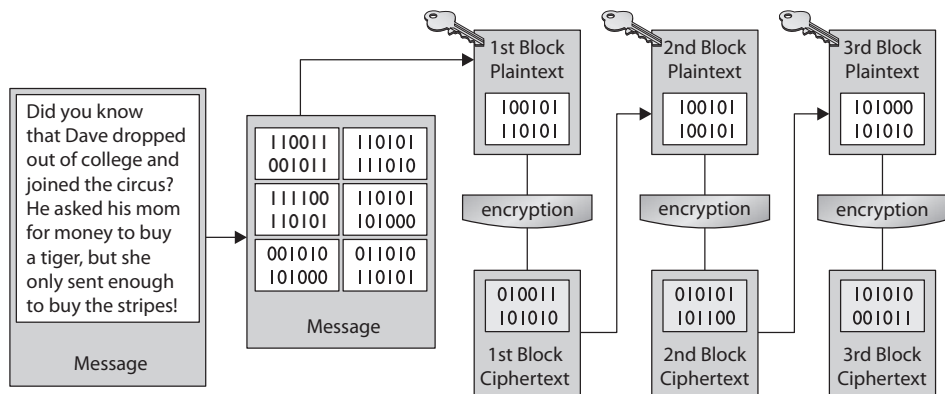 Did you know
that Dave dropped
out of college and
joined the circus?
He asked his mom
for money to buy
a tiger, but she
only sent enough
to buy the stripes!
Message
110011
001011
110101
111010
111100
110101
110101
101000
001010
101000
011010
110101
Message
1st Block
Plaintext
100101
110101
encryption
010011
101010
1st Block
Ciphertext
2nd Block
Plaintext
100101
100101
encryption
010101
101100
2nd Block
Ciphertext
3rd Block
Plaintext
101000
101010
encryption
101010
001011
3rd Block
Ciphertext